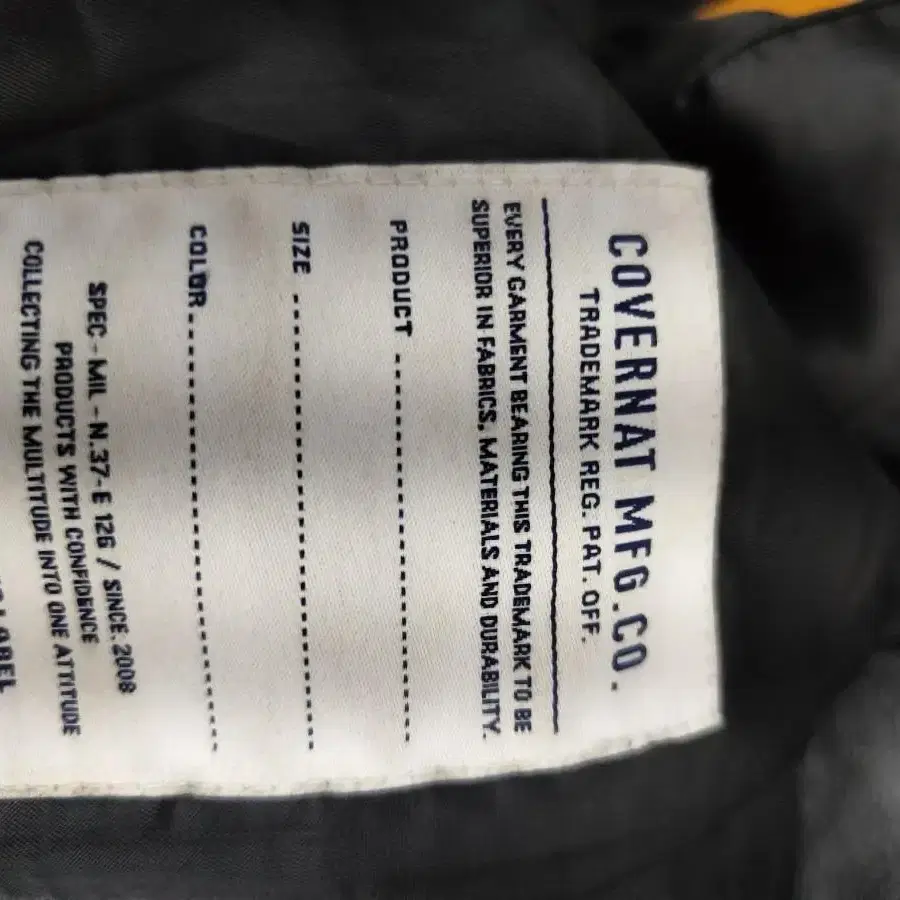 COVERNAT MFG.CO.
TRADEMARK REG. PAT. OFF.
EVERY GARMENT BEARING THIS TRADEMARK TO BE
SUPERIOR IN FABRICS, MATERIALS AND DURABILITY.
PRODUCT
SIZE
COLOR
SPEC-MIL-N.37-E 12G / SINCE.2008
PRODUCTS WITH CONFIDENCE
COLLECTING THE MULTITUDE INTO ONE ATTITUDE